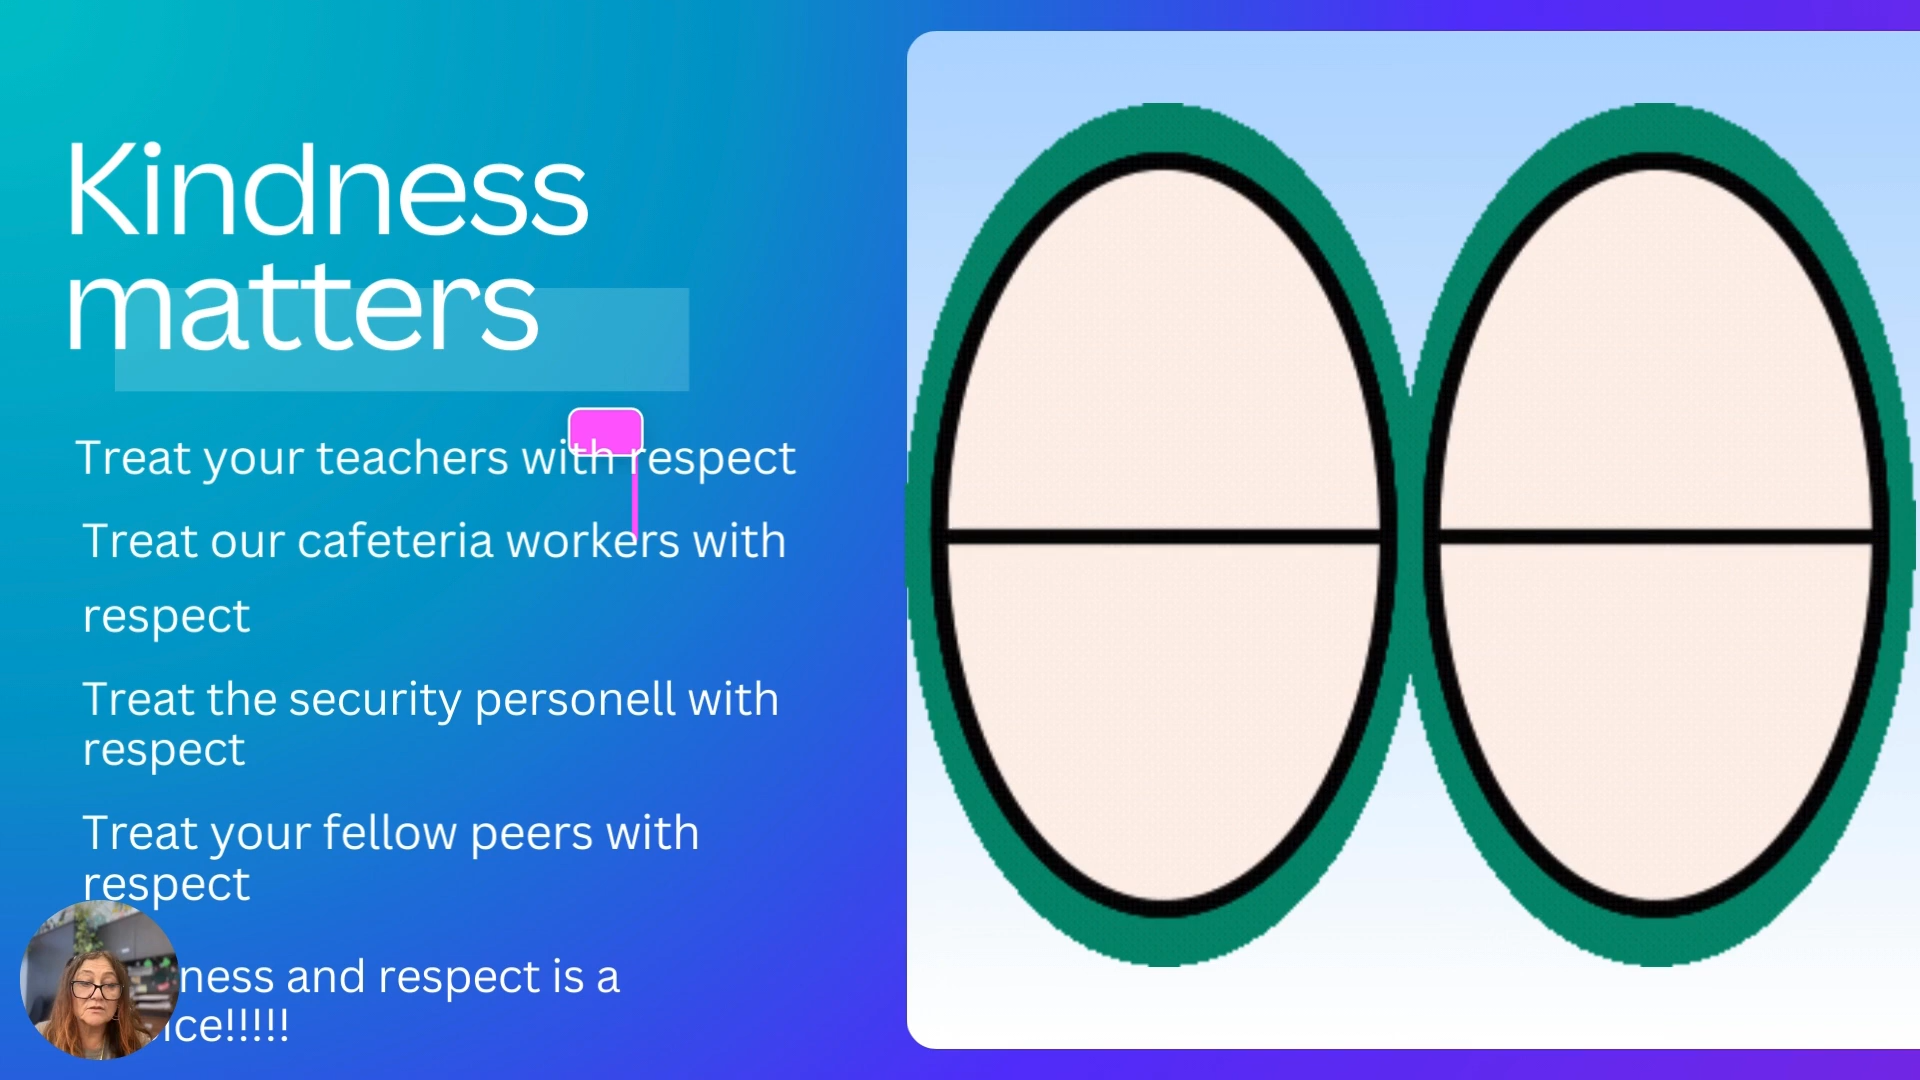 Kindness
matters
Treat your teachers with respect
Treat our cafeteria workers with
respect
Treat the security personell with
respect
Treat your fellow peers with
respect
ness and respect is a
ice!!!!!